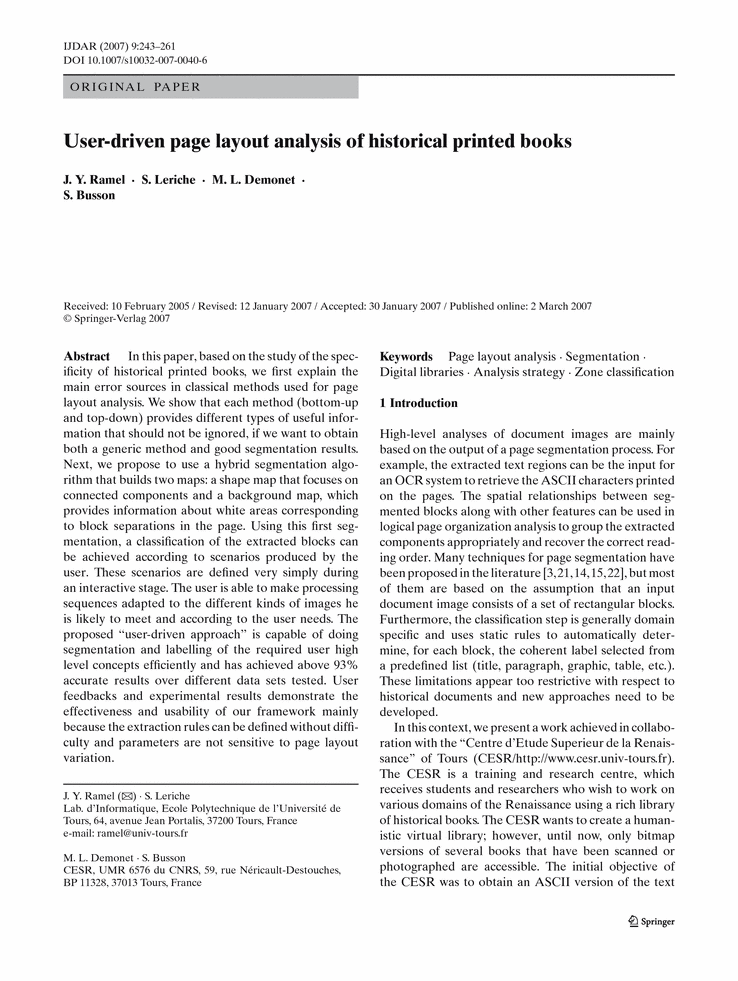 IJDAR (2007) 9:243–261
DOI 10.1007/s10032-007-0040-6
ORIGINAL PAPER
User-driven page layout analysis of historical printed books
J. Y. Ramel · S. Leriche · M. L. Demonet ·
S. Busson
Received: 10 February 2005 / Revised: 12 January 2007 / Accepted: 30 January 2007 / Published online: 2 March 2007
© Springer-Verlag 2007
Abstract In this paper, based on the study of the spec-
ificity of historical printed books, we first explain the
main error sources in classical methods used for page
layout analysis. We show that each method (bottom-up
and top-down) provides different types of useful infor-
mation that should not be ignored, if we want to obtain
both a generic method and good segmentation results.
Next, we propose to use a hybrid segmentation algo-
rithm that builds two maps: a shape map that focuses on
connected components and a background map, which
provides information about white areas corresponding
to block separations in the page. Using this first seg-
mentation, a classification of the extracted blocks can
be achieved according to scenarios produced by the
user. These scenarios are defined very simply during
an interactive stage. The user is able to make processing
sequences adapted to the different kinds of images he
is likely to meet and according to the user needs. The
proposed “user-driven approach” is capable of doing
segmentation and labelling of the required user high
level concepts efficiently and has achieved above 93%
accurate results over different data sets tested. User
feedbacks and experimental results demonstrate the
effectiveness and usability of our framework mainly
because the extraction rules can be defined without diffi-
culty and parameters are not sensitive to page layout
variation.
J. Y. Ramel (✉) · S. Leriche
Lab. d’Informatique, Ecole Polytechnique de l’Université de
Tours, 64, avenue Jean Portalis, 37200 Tours, France
e-mail: ramel@univ-tours.fr
M. L. Demonet · S. Busson
CESR, UMR 6576 du CNRS, 59, rue Néricault-Destouches,
BP 11328, 37013 Tours, France
Keywords Page layout analysis · Segmentation ·
Digital libraries · Analysis strategy · Zone classification
1 Introduction
High-level analyses of document images are mainly
based on the output of a page segmentation process. For
example, the extracted text regions can be the input for
an OCR system to retrieve the ASCII characters printed
on the pages. The spatial relationships between seg-
mented blocks along with other features can be used in
logical page organization analysis to group the extracted
components appropriately and recover the correct read-
ing order. Many techniques for page segmentation have
been proposed in the literature [3,21,14,15,22], but most
of them are based on the assumption that an input
document image consists of a set of rectangular blocks.
Furthermore, the classification step is generally domain
specific and uses static rules to automatically deter-
mine, for each block, the coherent label selected from
a predefined list (title, paragraph, graphic, table, etc.).
These limitations appear too restrictive with respect to
historical documents and new approaches need to be
developed.
In this context, we present a work achieved in collabo-
ration with the “Centre d’Etude Superieur de la Renais-
sance” of Tours (CESR/http://www.cesr.univ-tours.fr).
The CESR is a training and research centre, which
receives students and researchers who wish to work on
various domains of the Renaissance using a rich library
of historical books. The CESR wants to create a human-
istic virtual library; however, until now, only bitmap
versions of several books that have been scanned or
photographed are accessible. The initial objective of
the CESR was to obtain an ASCII version of the text
Springer